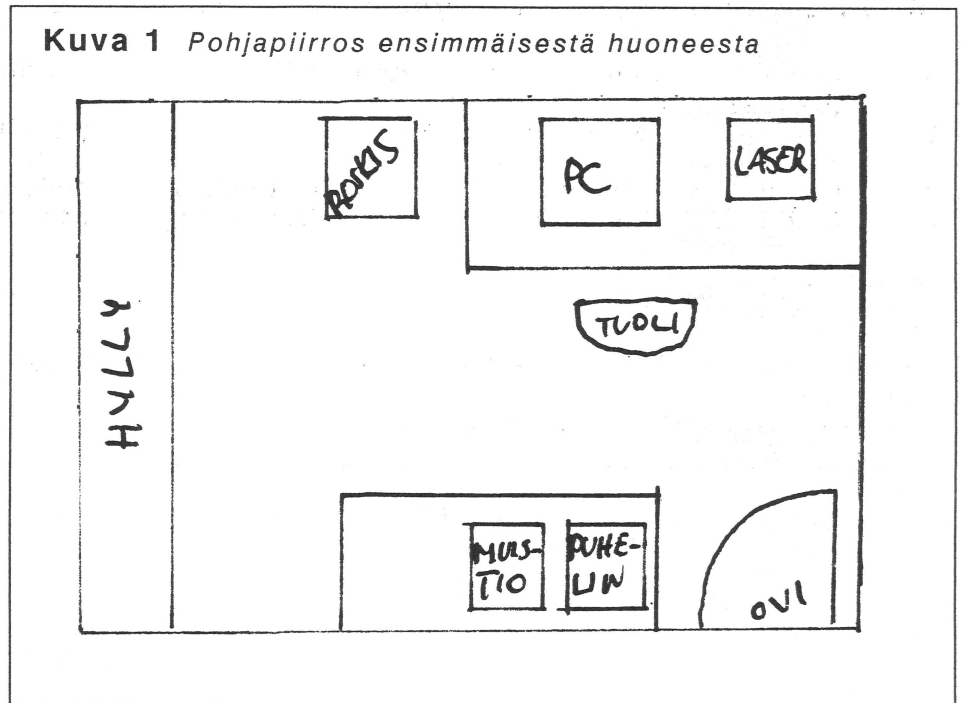 Kuva 1 Pohjapiirros ensimmäisestä huoneesta
ROSKIS
PC
LASER
HYLLY
TUOLI
MUIS-
TIO
PUHE-
LIN
OVI